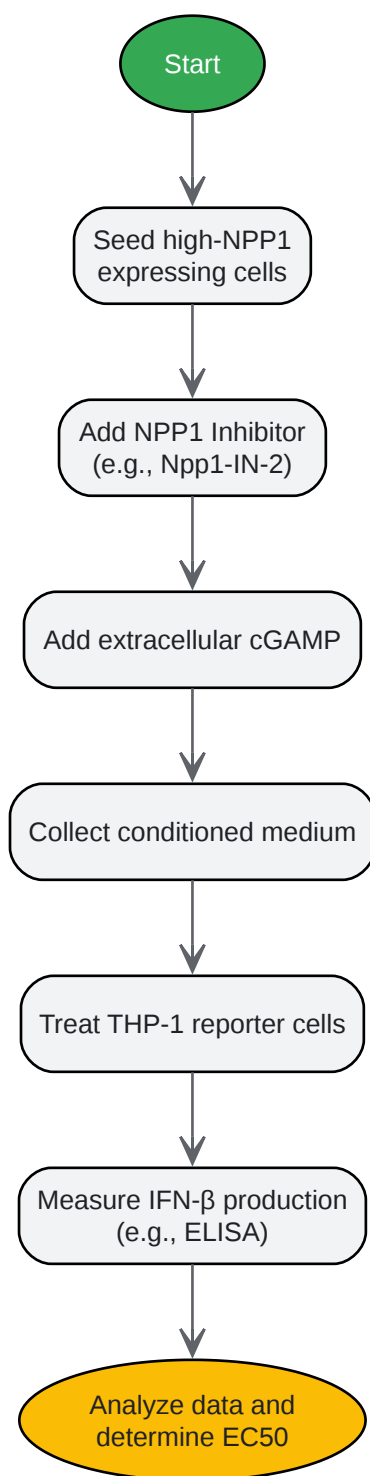 Start
Seed high-NPP1
expressing cells
Add NPP1 Inhibitor
(e.g., Npp1-IN-2)
Add extracellular cGAMP
Collect conditioned medium
Treat THP-1 reporter cells
Measure IFN-β production
(e.g., ELISA)
Analyze data and
determine EC50